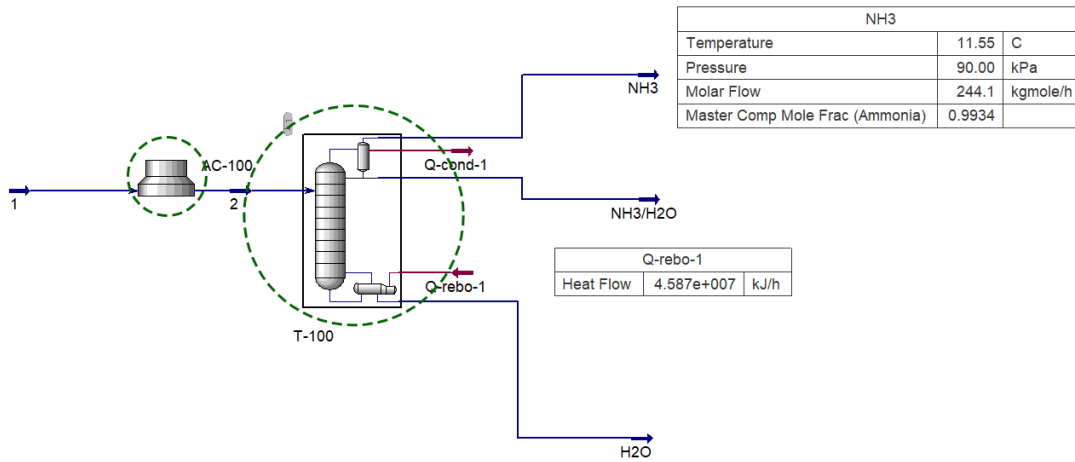 NH3
Temperature 11.55 C
Pressure 90.00 kPa
Molar Flow 244.1 kgmole/h
Master Comp Mole Frac (Ammonia) 0.9934
NH3
AC-100
Q-cond-1
1
2
NH3/H2O
Q-rebo-1
Heat Flow 4.587e+007 kJ/h
Q-rebo-1
T-100
H2O